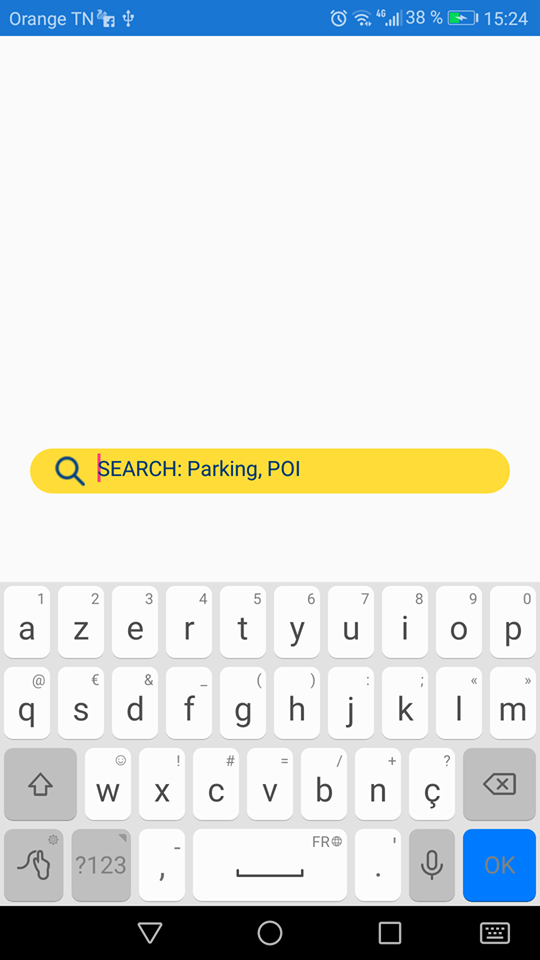 Orange TN 4G 38 % 15:24
SEARCH: Parking, POI
1 2 3 4 5 6 7 8 9 0
a z e r t y u i o p
@ € & _ ( ) : ; « »
q s d f g h j k l m
! # = / + ?
w x c v b n ç
- FR '
?123 , . OK